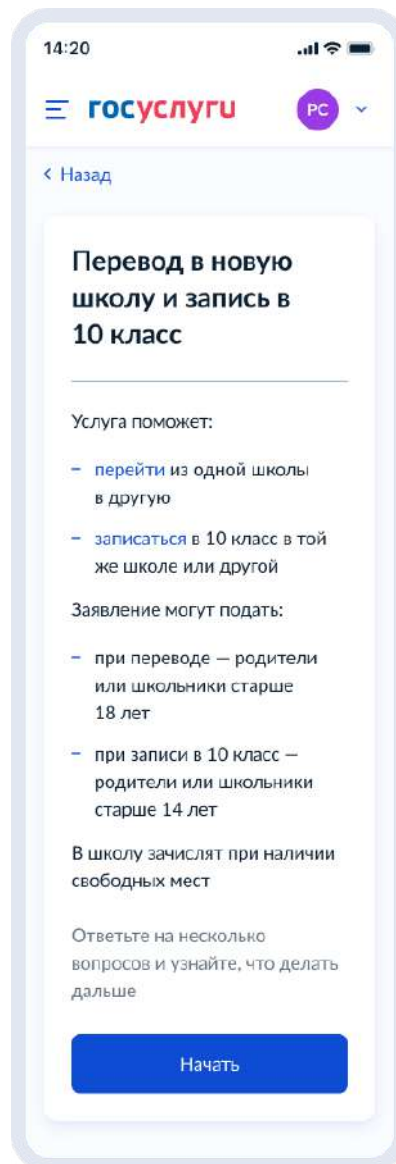 14:20
госуслуги
РС
Назад
Перевод в новую
школу и запись в
10 класс
Услуга поможет:
– перейти из одной школы
в другую
– записаться в 10 класс в той
же школе или другой
Заявление могут подать:
– при переводе — родители
или школьники старше
18 лет
– при записи в 10 класс —
родители или школьники
старше 14 лет
В школу зачислят при наличии
свободных мест
Ответьте на несколько
вопросов и узнайте, что делать
дальше
Начать